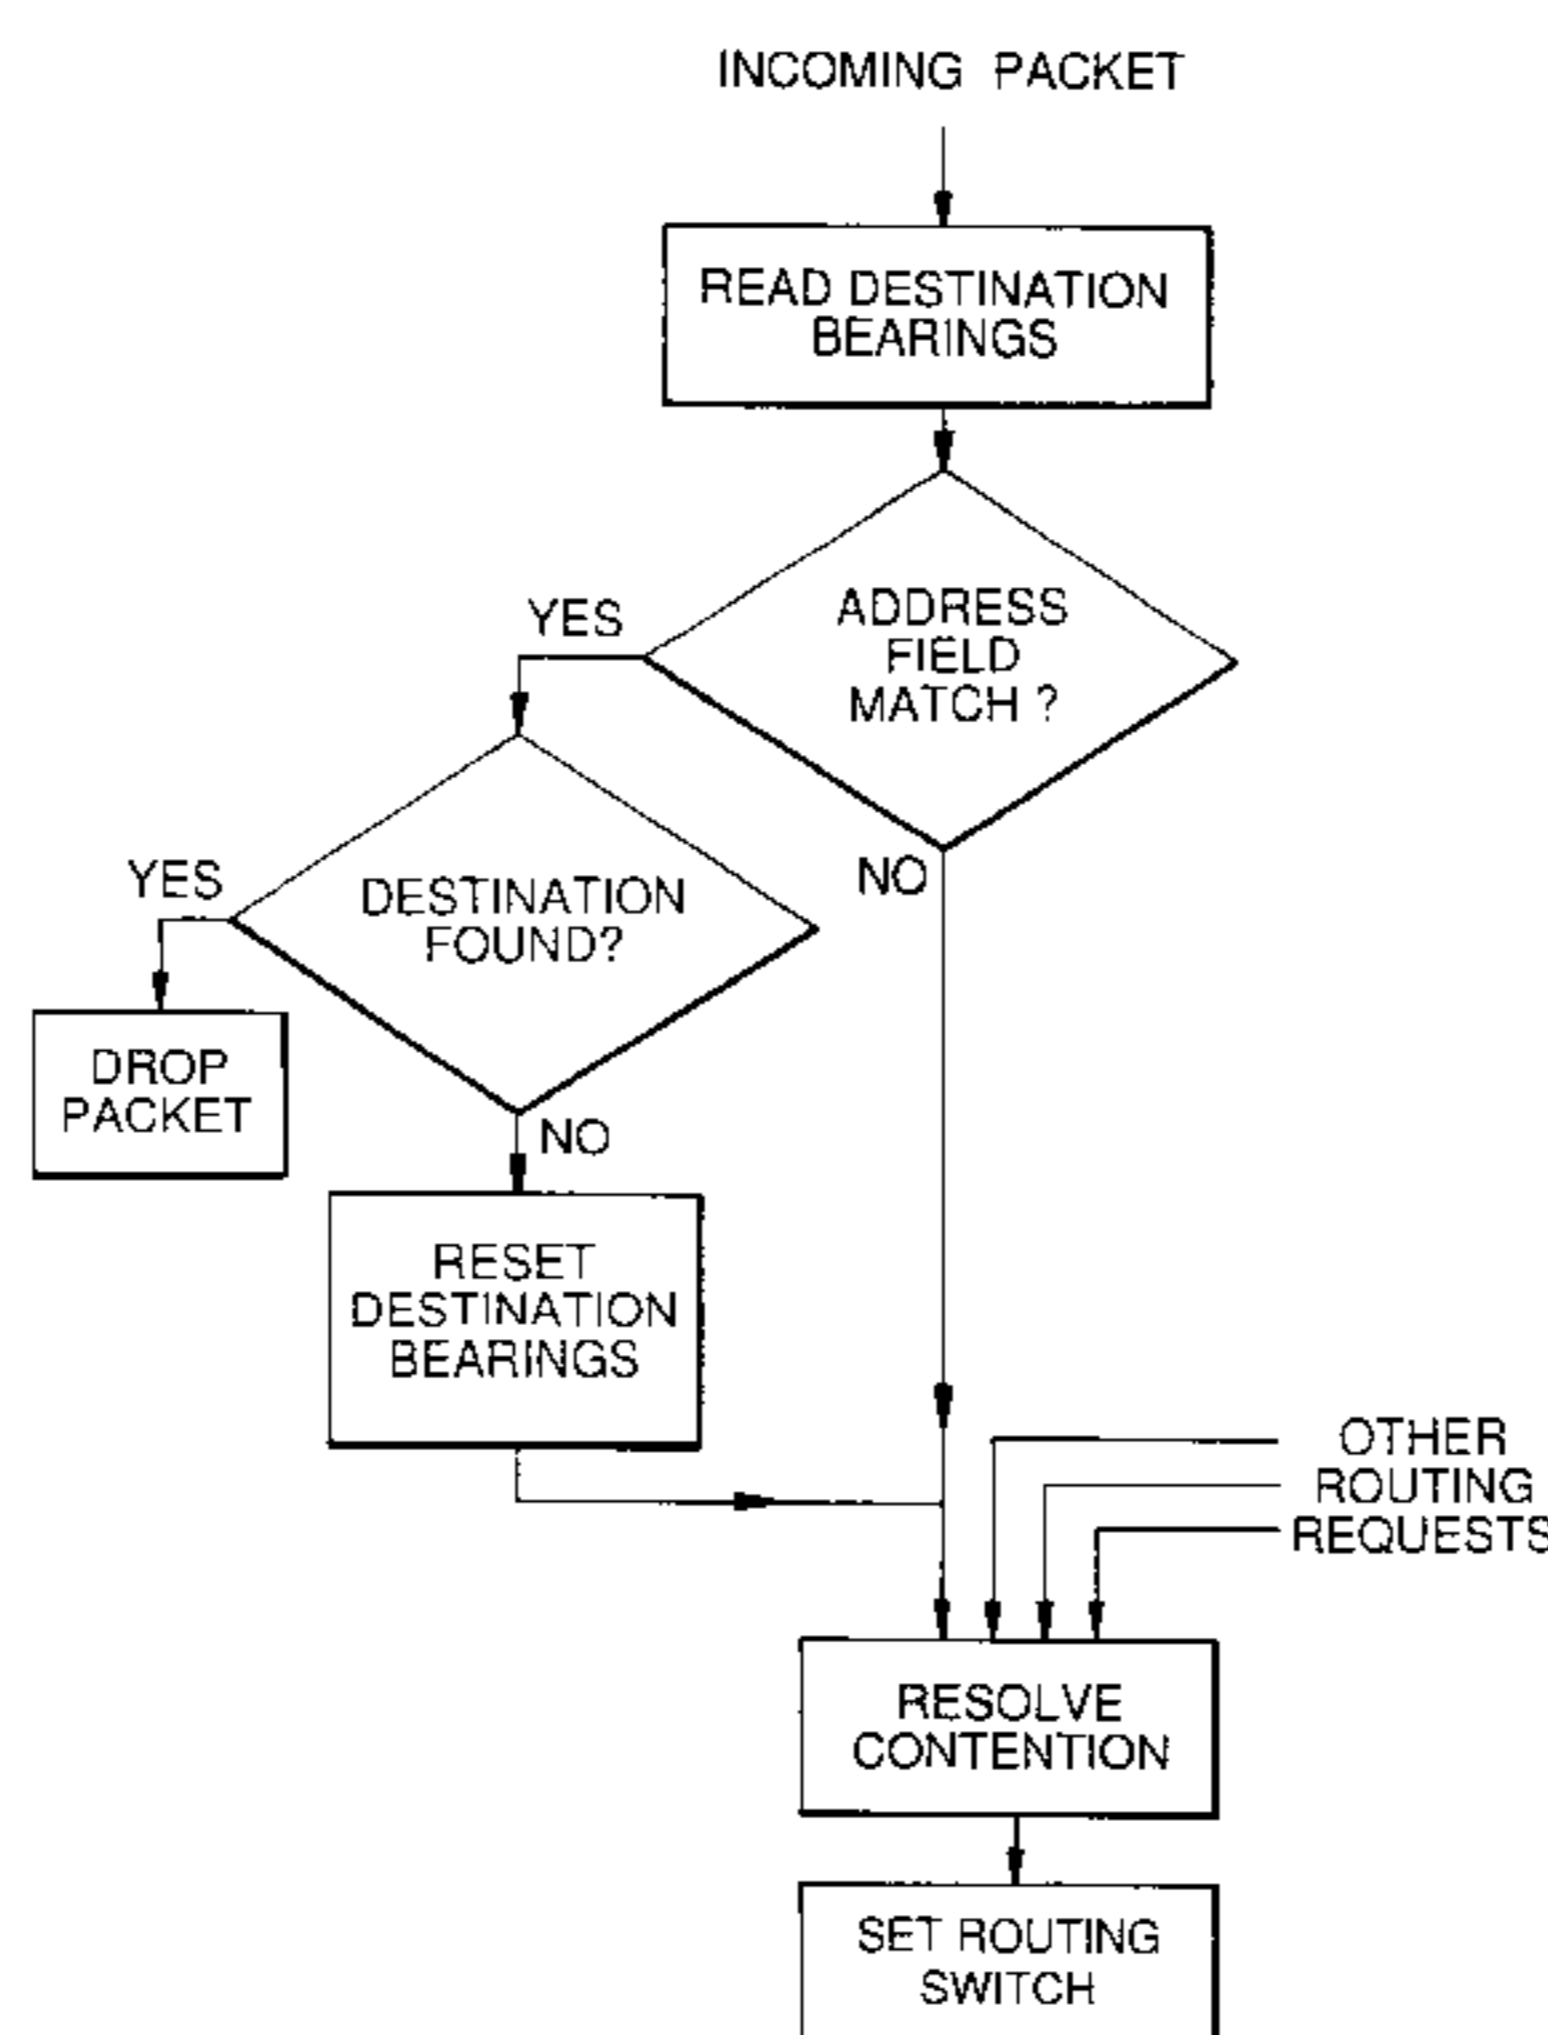 INCOMING PACKET
READ DESTINATION
BEARINGS
ADDRESS
FIELD
MATCH ?
YES
NO
DESTINATION
FOUND?
YES
DROP
PACKET
NO
RESET
DESTINATION
BEARINGS
OTHER
ROUTING
REQUESTS
RESOLVE
CONTENTION
SET ROUTING
SWITCH